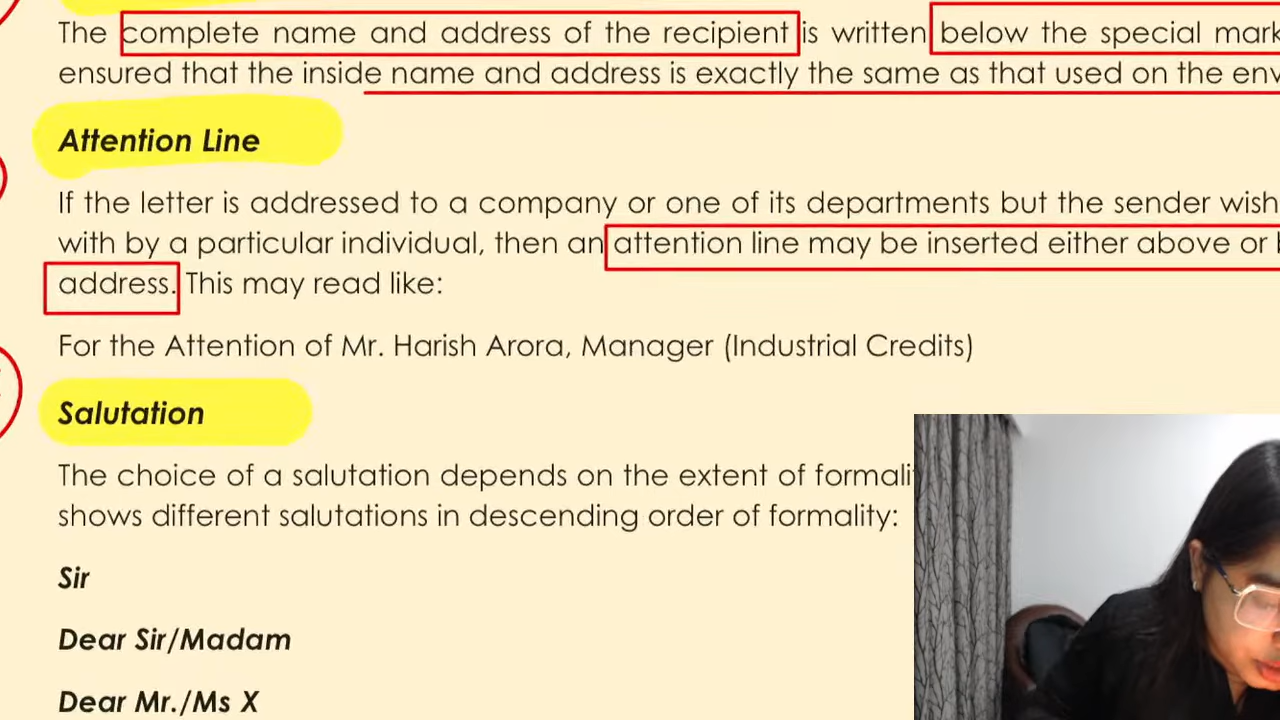 The complete name and address of the recipient is written below the special
ensured that the inside name and address is exactly the same as that used on the
Attention Line
If the letter is addressed to a company or one of its departments but the sender
with by a particular individual, then an attention line may be inserted either above or
address. This may read like:
For the Attention of Mr. Harish Arora, Manager (Industrial Credits)
Salutation
The choice of a salutation depends on the extent of
shows different salutations in descending order of formality:
Sir
Dear Sir/Madam
Dear Mr./Ms X